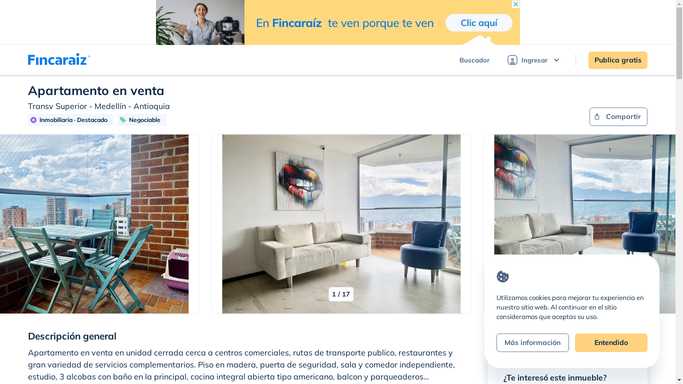 En Fincaraíz te ven porque te ven
Clic aquí
Fincaraiz
Buscador
Ingresar
Publica gratis
Apartamento en venta
Transv Superior - Medellín - Antioquia
Inmobiliaria - Destacado
Negociable
Compartir
1 / 17
Utilizamos cookies para mejorar tu experiencia en
nuestro sitio web. Al continuar en el sitio
consideramos que aceptas su uso.
Más información
Entendido
Descripción general
Apartamento en venta en unidad cerrada cerca a centros comerciales, rutas de transporte publico, restaurantes y
gran variedad de servicios complementarios. Piso en madera, puerta de seguridad, sala y comedor independiente,
estudio, 3 alcobas con baño en la principal, cocina integral abierta tipo americano, balcon y parqueaderos...
¿Te interesó este inmueble?